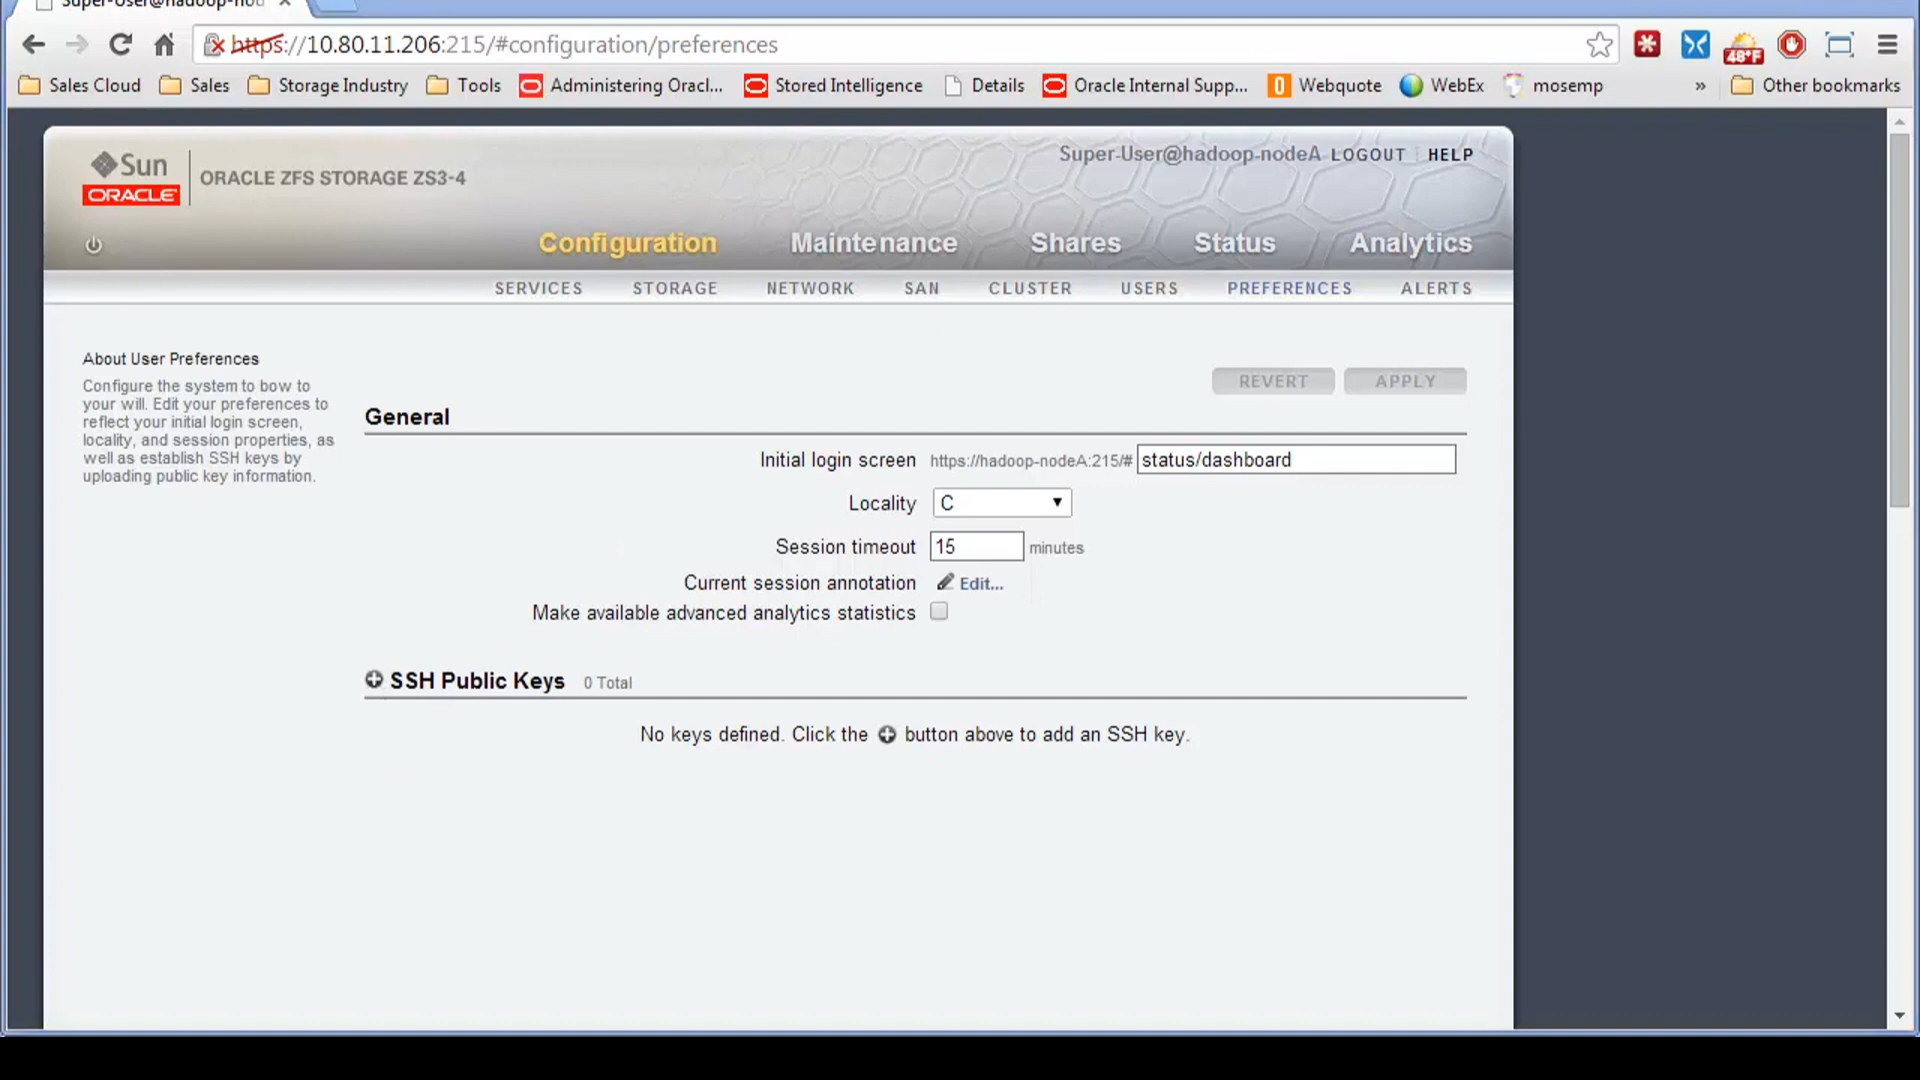 Super-User@hadoop-nod
https://10.80.11.206:215/#configuration/preferences
48°F
Sales Cloud Sales Storage Industry Tools Administering Oracl... Stored Intelligence Details Oracle Internal Supp... Webquote WebEx mosemp » Other bookmarks
Super-User@hadoop-nodeA LOGOUT HELP
Sun
ORACLE
ORACLE ZFS STORAGE ZS3-4
Configuration Maintenance Shares Status Analytics
SERVICES STORAGE NETWORK SAN CLUSTER USERS PREFERENCES ALERTS
About User Preferences
Configure the system to bow to
your will. Edit your preferences to
reflect your initial login screen,
locality, and session properties, as
well as establish SSH keys by
uploading public key information.
REVERT APPLY
General
Initial login screen https://hadoop-nodeA:215/# status/dashboard
Locality C
Session timeout 15 minutes
Current session annotation Edit...
Make available advanced analytics statistics
SSH Public Keys 0 Total
No keys defined. Click the button above to add an SSH key.